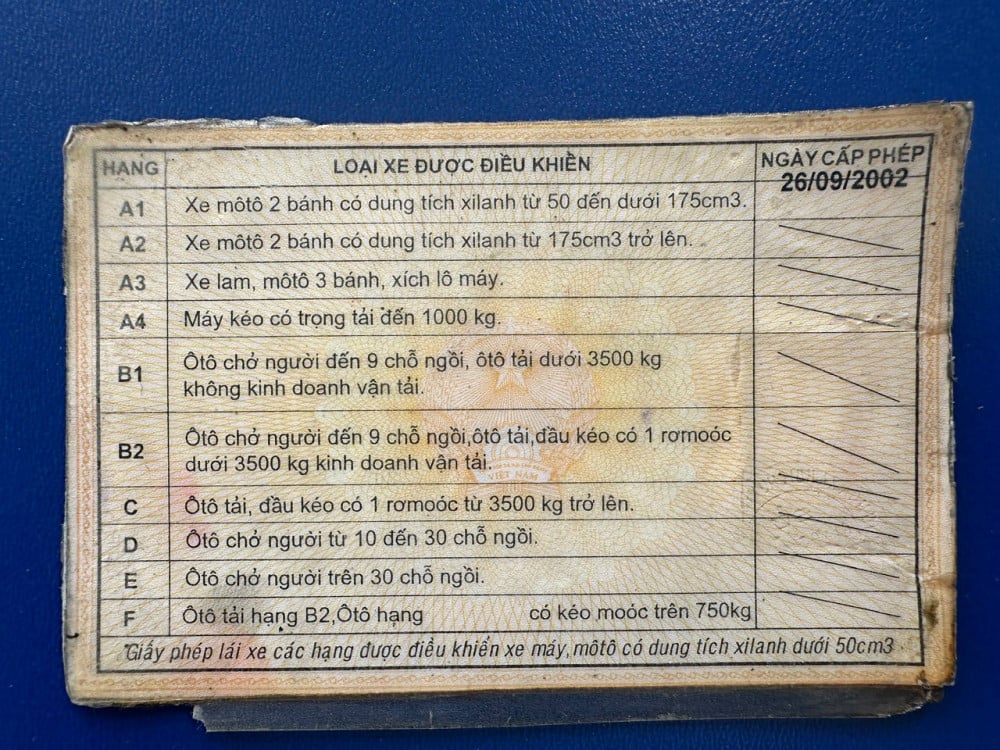 HẠNG LOẠI XE ĐƯỢC ĐIỀU KHIỂN NGÀY CẤP PHÉP
A1 Xe môtô 2 bánh có dung tích xilanh từ 50 đến dưới 175cm3. 26/09/2002
A2 Xe môtô 2 bánh có dung tích xilanh từ 175cm3 trở lên.
A3 Xe lam, môtô 3 bánh, xích lô máy.
A4 Máy kéo có trọng tải đến 1000 kg.
B1 Ôtô chở người đến 9 chỗ ngồi, ôtô tải dưới 3500 kg
không kinh doanh vận tải.
B2 Ôtô chở người đến 9 chỗ ngồi,ôtô tải,đầu kéo có 1 rơmoóc
dưới 3500 kg kinh doanh vận tải.
VIỆT NAM
C Ôtô tải, đầu kéo có 1 rơmoóc từ 3500 kg trở lên.
D Ôtô chở người từ 10 đến 30 chỗ ngồi.
E Ôtô chở người trên 30 chỗ ngồi.
F Ôtô tải hạng B2,Ôtô hạng có kéo moóc trên 750kg
Giấy phép lái xe các hạng được điều khiển xe máy,môtô có dung tích xilanh dưới 50cm3